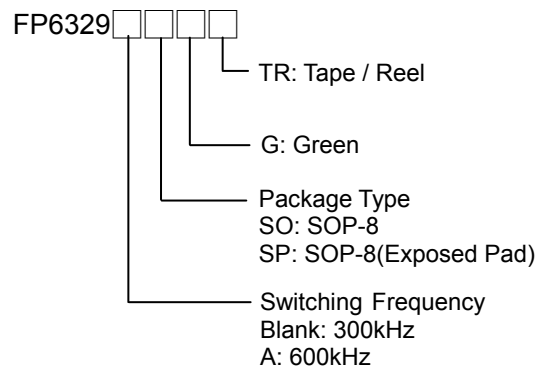 FP6329
TR: Tape / Reel
G: Green
Package Type
SO: SOP-8
SP: SOP-8(Exposed Pad)
Switching Frequency
Blank: 300kHz
A: 600kHz